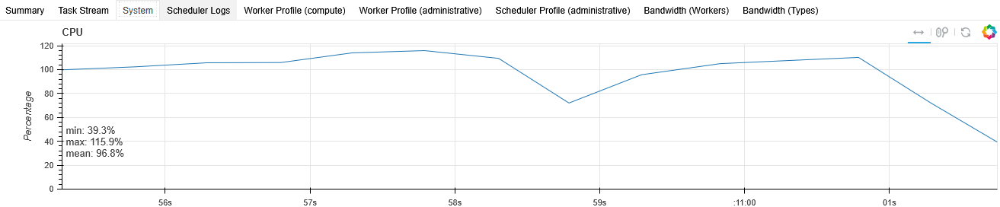 Summary Task Stream System Scheduler Logs Worker Profile (compute) Worker Profile (administrative) Scheduler Profile (administrative) Bandwidth (Workers) Bandwidth (Types)
CPU
120
100
80
60
40
20
0
Percentage
min: 39.3%
max: 115.9%
mean: 96.8%
56s 57s 58s 59s :11:00 01s